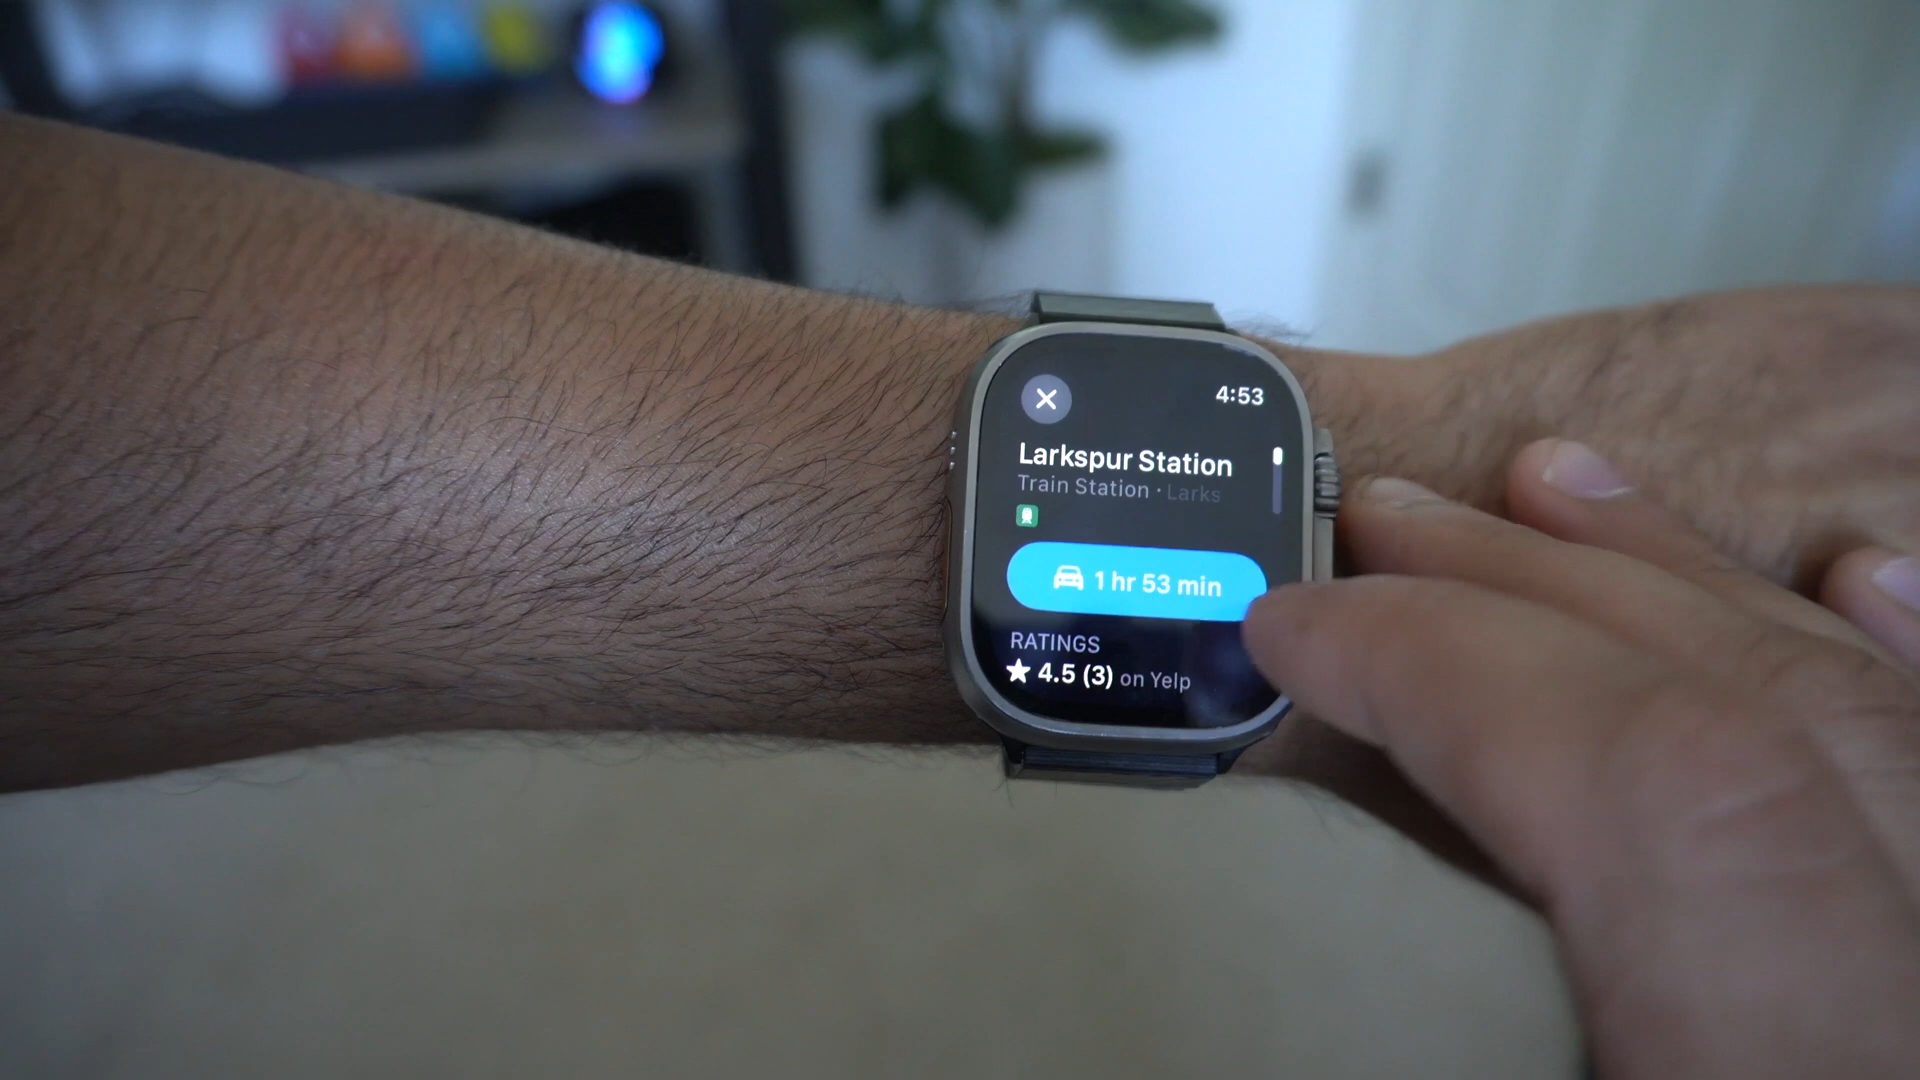 4:53
Larkspur Station
Train Station · Larks
1 hr 53 min
RATINGS
★ 4.5 (3) on Yelp